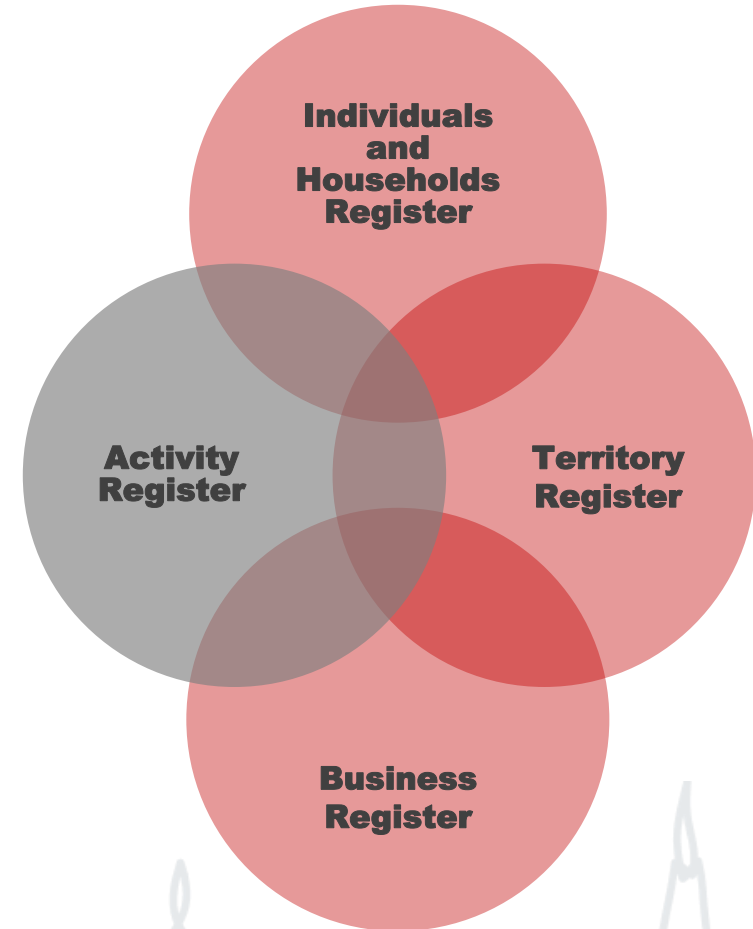 Individuals
and
Households
Register
Activity
Register
Territory
Register
Business
Register